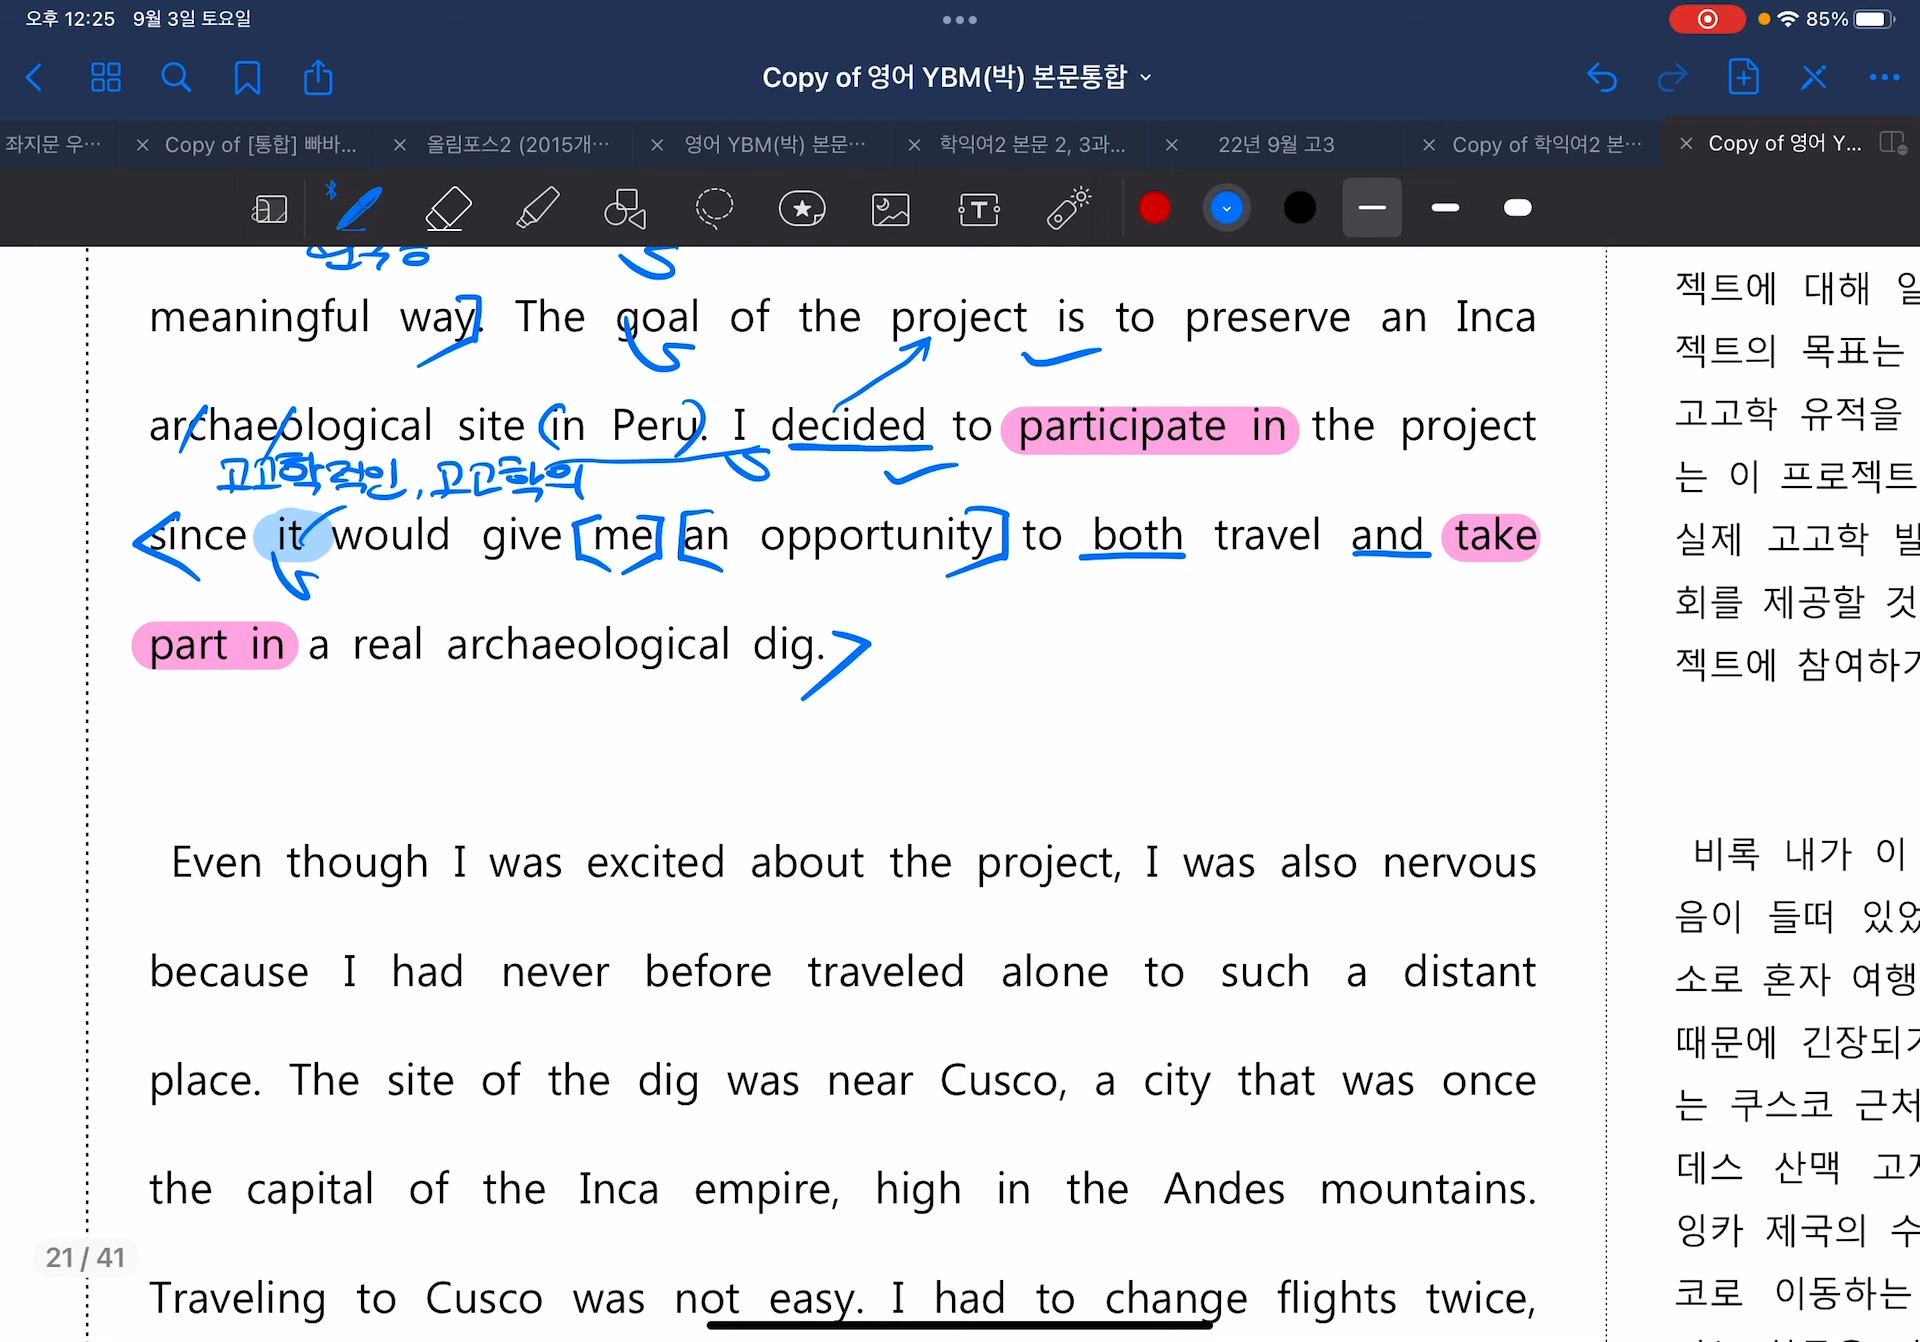 오후 12:25 9월 3일 토요일
85%
Copy of 영어 YBM(박) 본문통합
좌지문 우… Copy of [통합] 빠바… 올림포스2 (2015개… 영어 YBM(박) 본문… 학익여2 본문 2, 3과… 22년 9월 고3 Copy of 학익여2 본… Copy of 영어 Y…
meaningful way. The goal of the project is to preserve an Inca
archaeological site (in Peru). I decided to participate in the project
고고학적인, 고고학의
since it would give [me] [an opportunity] to both travel and take
part in a real archaeological dig.
Even though I was excited about the project, I was also nervous
because I had never before traveled alone to such a distant
place. The site of the dig was near Cusco, a city that was once
the capital of the Inca empire, high in the Andes mountains.
Traveling to Cusco was not easy. I had to change flights twice,
21 / 41
젝트에 대해
젝트의 목표는
고고학 유적을
는 이 프로젝트
실제 고고학
회를 제공할 것
젝트에 참여하기
비록 내가 이
음이 들떠 있었
소로 혼자 여행
때문에 긴장되기
는 쿠스코 근처
데스 산맥 고지
잉카 제국의 수
코로 이동하는